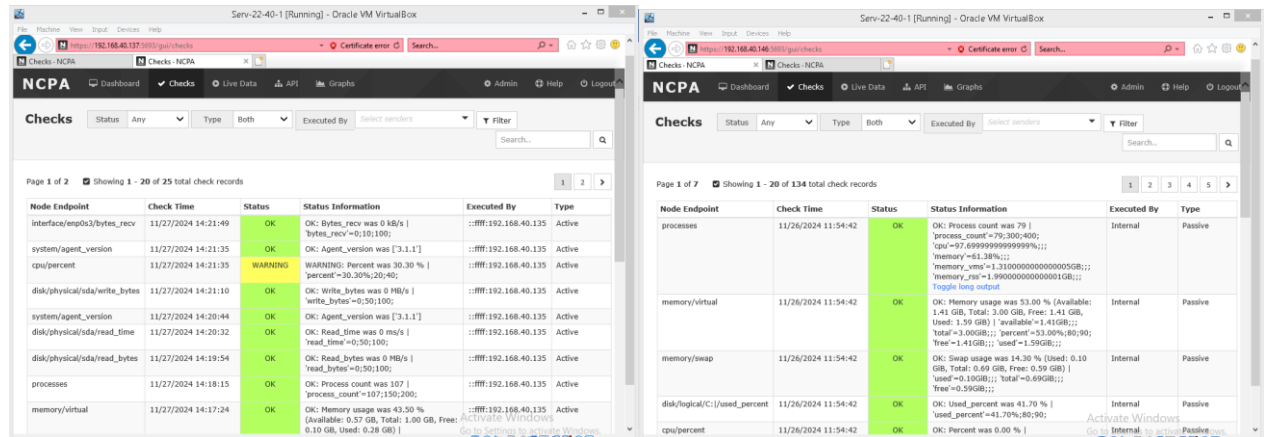 Serv-22-40-1 [Running] - Oracle VM VirtualBox
File Machine View Input Devices Help
https://192.168.40.137:5693/gui/checks Certificate error Search...
Checks - NCPA Checks - NCPA
NCPA Dashboard Checks Live Data API Graphs Admin Help Logout
Checks Status Any Type Both Executed By Select senders Filter
Search...
Page 1 of 2 Showing 1 - 20 of 25 total check records 1 2
Node Endpoint Check Time Status Status Information Executed By Type
interface/enp0s3/bytes_recv 11/27/2024 14:21:49 OK OK: Bytes_recv was 0 kB/s | ::ffff:192.168.40.135 Active
'bytes_recv'=0;10;100;
system/agent_version 11/27/2024 14:21:35 OK OK: Agent_version was ['3.1.1'] ::ffff:192.168.40.135 Active
cpu/percent 11/27/2024 14:21:35 WARNING WARNING: Percent was 30.30 % | ::ffff:192.168.40.135 Active
'percent'=30.30%;20;40;
disk/physical/sda/write_bytes 11/27/2024 14:21:10 OK OK: Write_bytes was 0 MB/s | ::ffff:192.168.40.135 Active
'write_bytes'=0;50;100;
system/agent_version 11/27/2024 14:20:44 OK OK: Agent_version was ['3.1.1'] ::ffff:192.168.40.135 Active
disk/physical/sda/read_time 11/27/2024 14:20:32 OK OK: Read_time was 0 ms/s | ::ffff:192.168.40.135 Active
'read_time'=0;50;100;
disk/physical/sda/read_bytes 11/27/2024 14:19:54 OK OK: Read_bytes was 0 MB/s | ::ffff:192.168.40.135 Active
'read_bytes'=0;50;100;
processes 11/27/2024 14:18:15 OK OK: Process count was 107 | ::ffff:192.168.40.135 Active
'process_count'=107;150;200;
memory/virtual 11/27/2024 14:17:24 OK OK: Memory usage was 43.50 % ::ffff:192.168.40.135 Active
(Available: 0.57 GB, Total: 1.00 GB, Free:
0.10 GB, Used: 0.28 GB) |
Activate Windows
Go to Settings to activate Windows.
Serv-22-40-1 [Running] - Oracle VM VirtualBox
File Machine View Input Devices Help
https://192.168.40.146:5693/gui/checks Certificate error Search...
Checks - NCPA Checks - NCPA
NCPA Dashboard Checks Live Data API Graphs Admin Help Logout
Checks Status Any Type Both Executed By Select senders Filter
Search...
Page 1 of 7 Showing 1 - 20 of 134 total check records 1 2 3 4 5
Node Endpoint Check Time Status Status Information Executed By Type
processes 11/26/2024 11:54:42 OK OK: Process count was 79 | Internal Passive
'process_count'=79;300;400;
'cpu'=97.69999999999999%;;;
'memory'=61.38%;;;
'memory_vms'=1.3100000000000005GB;;;
'memory_rss'=1.990000000000001GB;;;
Toggle long output
memory/virtual 11/26/2024 11:54:42 OK OK: Memory usage was 53.00 % (Available: Internal Passive
1.41 GiB, Total: 3.00 GiB, Free: 1.41 GiB,
Used: 1.59 GiB) | 'available'=1.41GiB;;;
'total'=3.00GiB;;; 'percent'=53.00%;80;90;
'free'=1.41GiB;;; 'used'=1.59GiB;;;
memory/swap 11/26/2024 11:54:42 OK OK: Swap usage was 14.30 % (Used: 0.10 Internal Passive
GiB, Total: 0.69 GiB, Free: 0.59 GiB) |
'used'=0.10GiB;;; 'total'=0.69GiB;;;
'free'=0.59GiB;;;
disk/logical/C:|/used_percent 11/26/2024 11:54:42 OK OK: Used_percent was 41.70 % | Internal Passive
'used_percent'=41.70%;80;90;
Activate Windows
cpu/percent 11/26/2024 11:54:42 OK OK: Percent was 0.00 % | Internal Passive